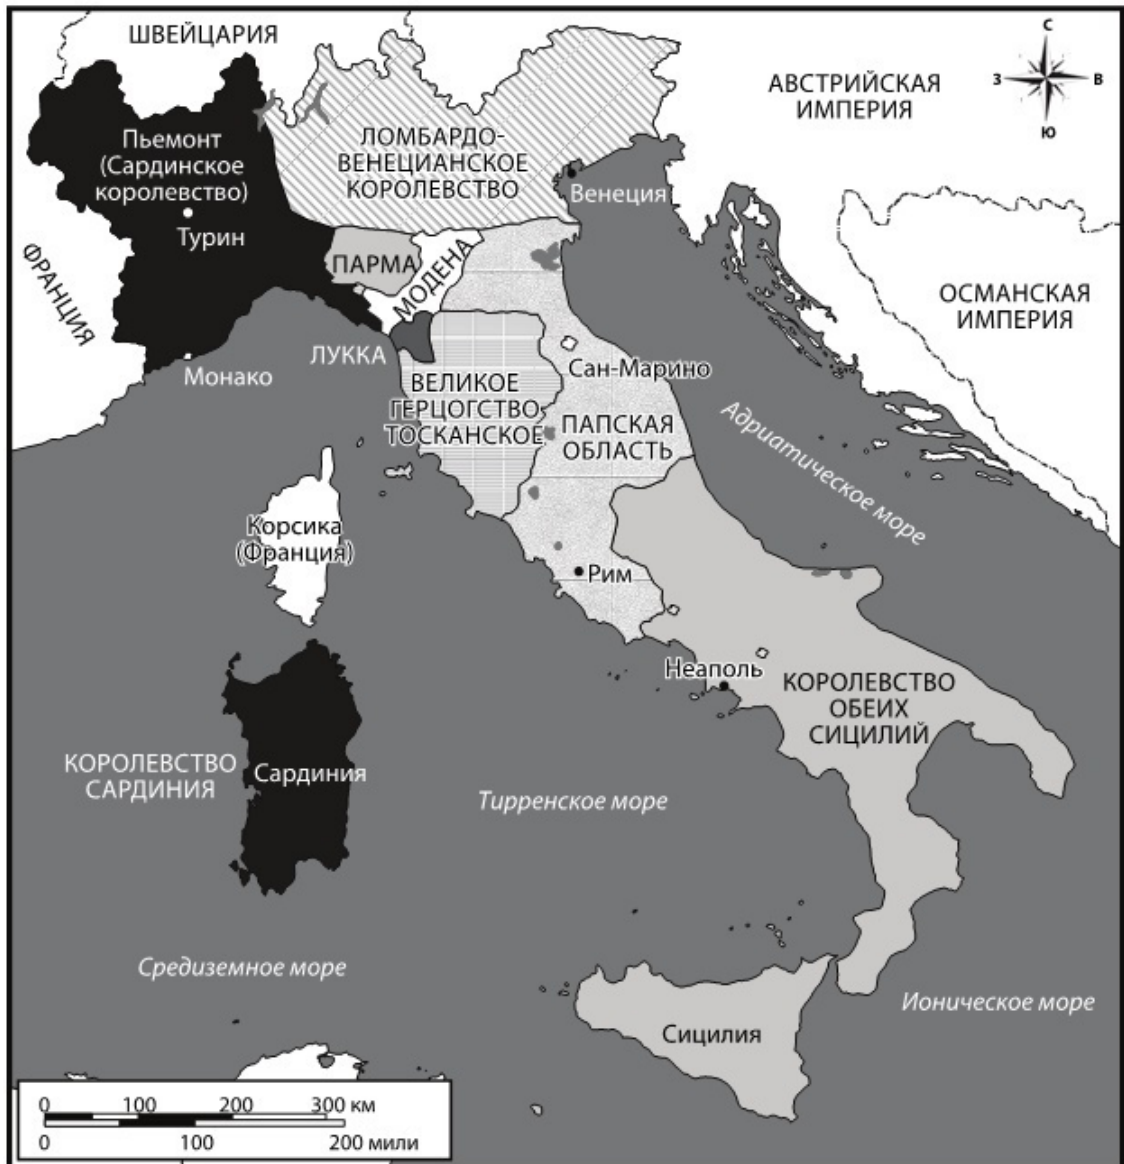 ШВЕЙЦАРИЯ
С
З
В
Ю
АВСТРИЙСКАЯ
ИМПЕРИЯ
Пьемонт
(Сардинское
королевство)
Турин
ЛОМБАРДО-
ВЕНЕЦИАНСКОЕ
КОРОЛЕВСТВО
Венеция
ФРАНЦИЯ
ПАРМА
МОДЕНА
ОСМАНСКАЯ
ИМПЕРИЯ
ЛУККА
Монако
Сан-Марино
ВЕЛИКОЕ
ГЕРЦОГСТВО
ТОСКАНСКОЕ
ПАПСКАЯ
ОБЛАСТЬ
Адриатическое море
Корсика
(Франция)
Рим
Неаполь
КОРОЛЕВСТВО
ОБЕИХ
СИЦИЛИЙ
КОРОЛЕВСТВО
САРДИНИЯ
Сардиния
Тирренское море
Средиземное море
Ионическое море
Сицилия
0 100 200 300 км
0 100 200 мили